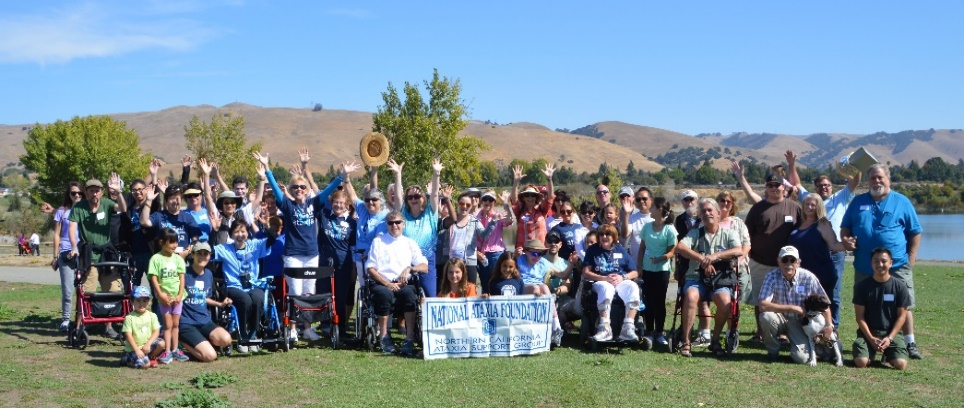 NATIONAL ATAXIA FOUNDATION
NORTHERN CALIFORNIA
ATAXIA SUPPORT GROUP